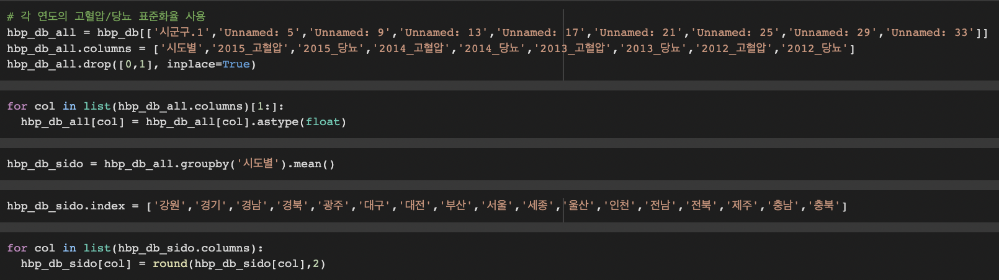 # 각 연도의 고혈압/당뇨 표준화율 사용
hbp_db_all = hbp_db[['시군구.1','Unnamed: 5','Unnamed: 9','Unnamed: 13','Unnamed: 17','Unnamed: 21','Unnamed: 25','Unnamed: 29','Unnamed: 33']]
hbp_db_all.columns = ['시도별','2015_고혈압','2015_당뇨','2014_고혈압','2014_당뇨','2013_고혈압','2013_당뇨','2012_고혈압','2012_당뇨']
hbp_db_all.drop([0,1], inplace=True)
for col in list(hbp_db_all.columns)[1:]:
  hbp_db_all[col] = hbp_db_all[col].astype(float)
hbp_db_sido = hbp_db_all.groupby('시도별').mean()
hbp_db_sido.index = ['강원','경기','경남','경북','광주','대구','대전','부산','서울','세종','울산','인천','전남','전북','제주','충남','충북']
for col in list(hbp_db_sido.columns):
  hbp_db_sido[col] = round(hbp_db_sido[col],2)